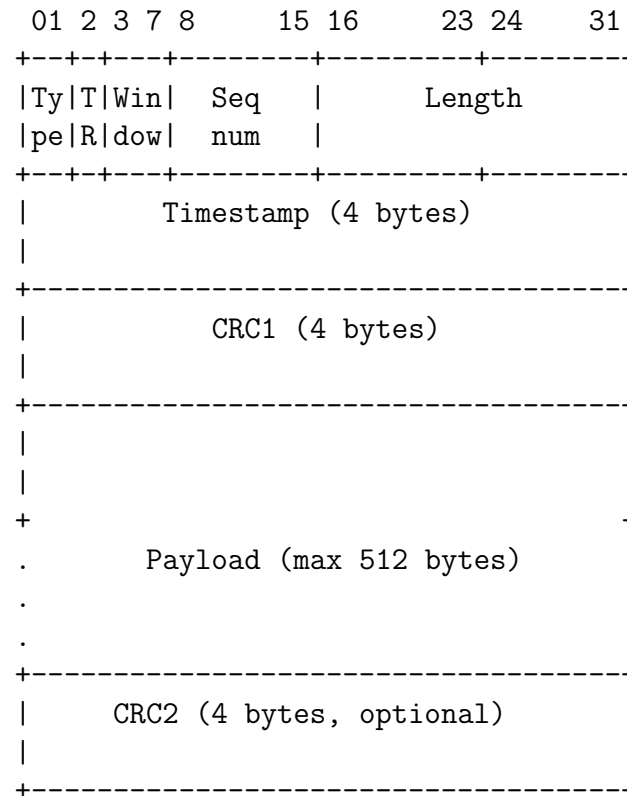 01 2 3 7 8     15 16     23 24    31
+--+-+---+--------+---------+---------
|Ty|T|Win|  Seq   |      Length
|pe|R|dow|  num   |
+--+-+---+--------+---------+---------
|        Timestamp (4 bytes)
|
+-------------------------------------
|           CRC1 (4 bytes)
|
+-------------------------------------
|
|
+                                    -
.       Payload (max 512 bytes)
.
.
+-------------------------------------
|     CRC2 (4 bytes, optional)
|
+-------------------------------------